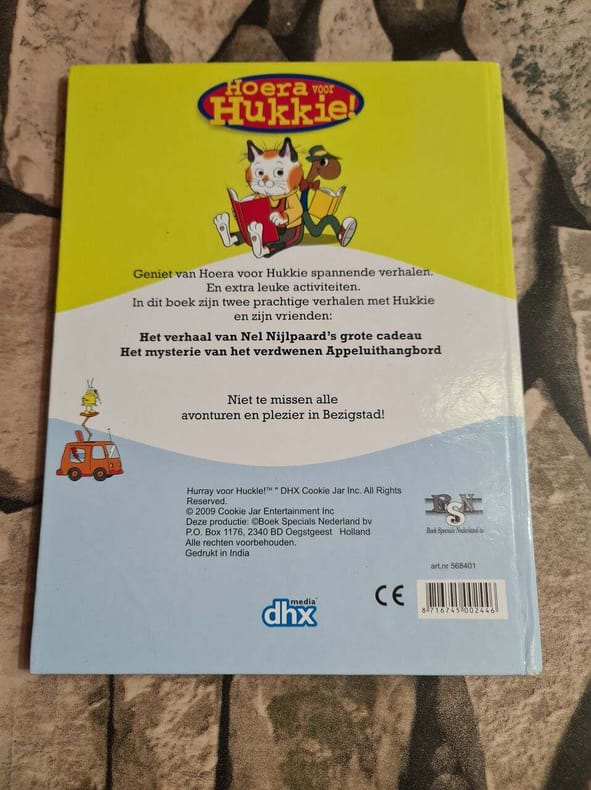 Hoera voor
Hukkie!
Geniet van Hoera voor Hukkie spannende verhalen.
En extra leuke activiteiten.
In dit boek zijn twee prachtige verhalen met Hukkie
en zijn vrienden:
Het verhaal van Nel Nijlpaard's grote cadeau
Het mysterie van het verdwenen Appeluithangbord
Niet te missen alle
avonturen en plezier in Bezigstad!
Hurray voor Huckle!™ " DHX Cookie Jar Inc. All Rights
Reserved.
© 2009 Cookie Jar Entertainment Inc
Deze productie: ©Boek Specials Nederland bv
P.O. Box 1176, 2340 BD Oegstgeest Holland
Alle rechten voorbehouden.
Gedrukt in India
BSN
Boek Specials Nederland bv
art.nr 568401
CE
8 716745 002446
media
dhx